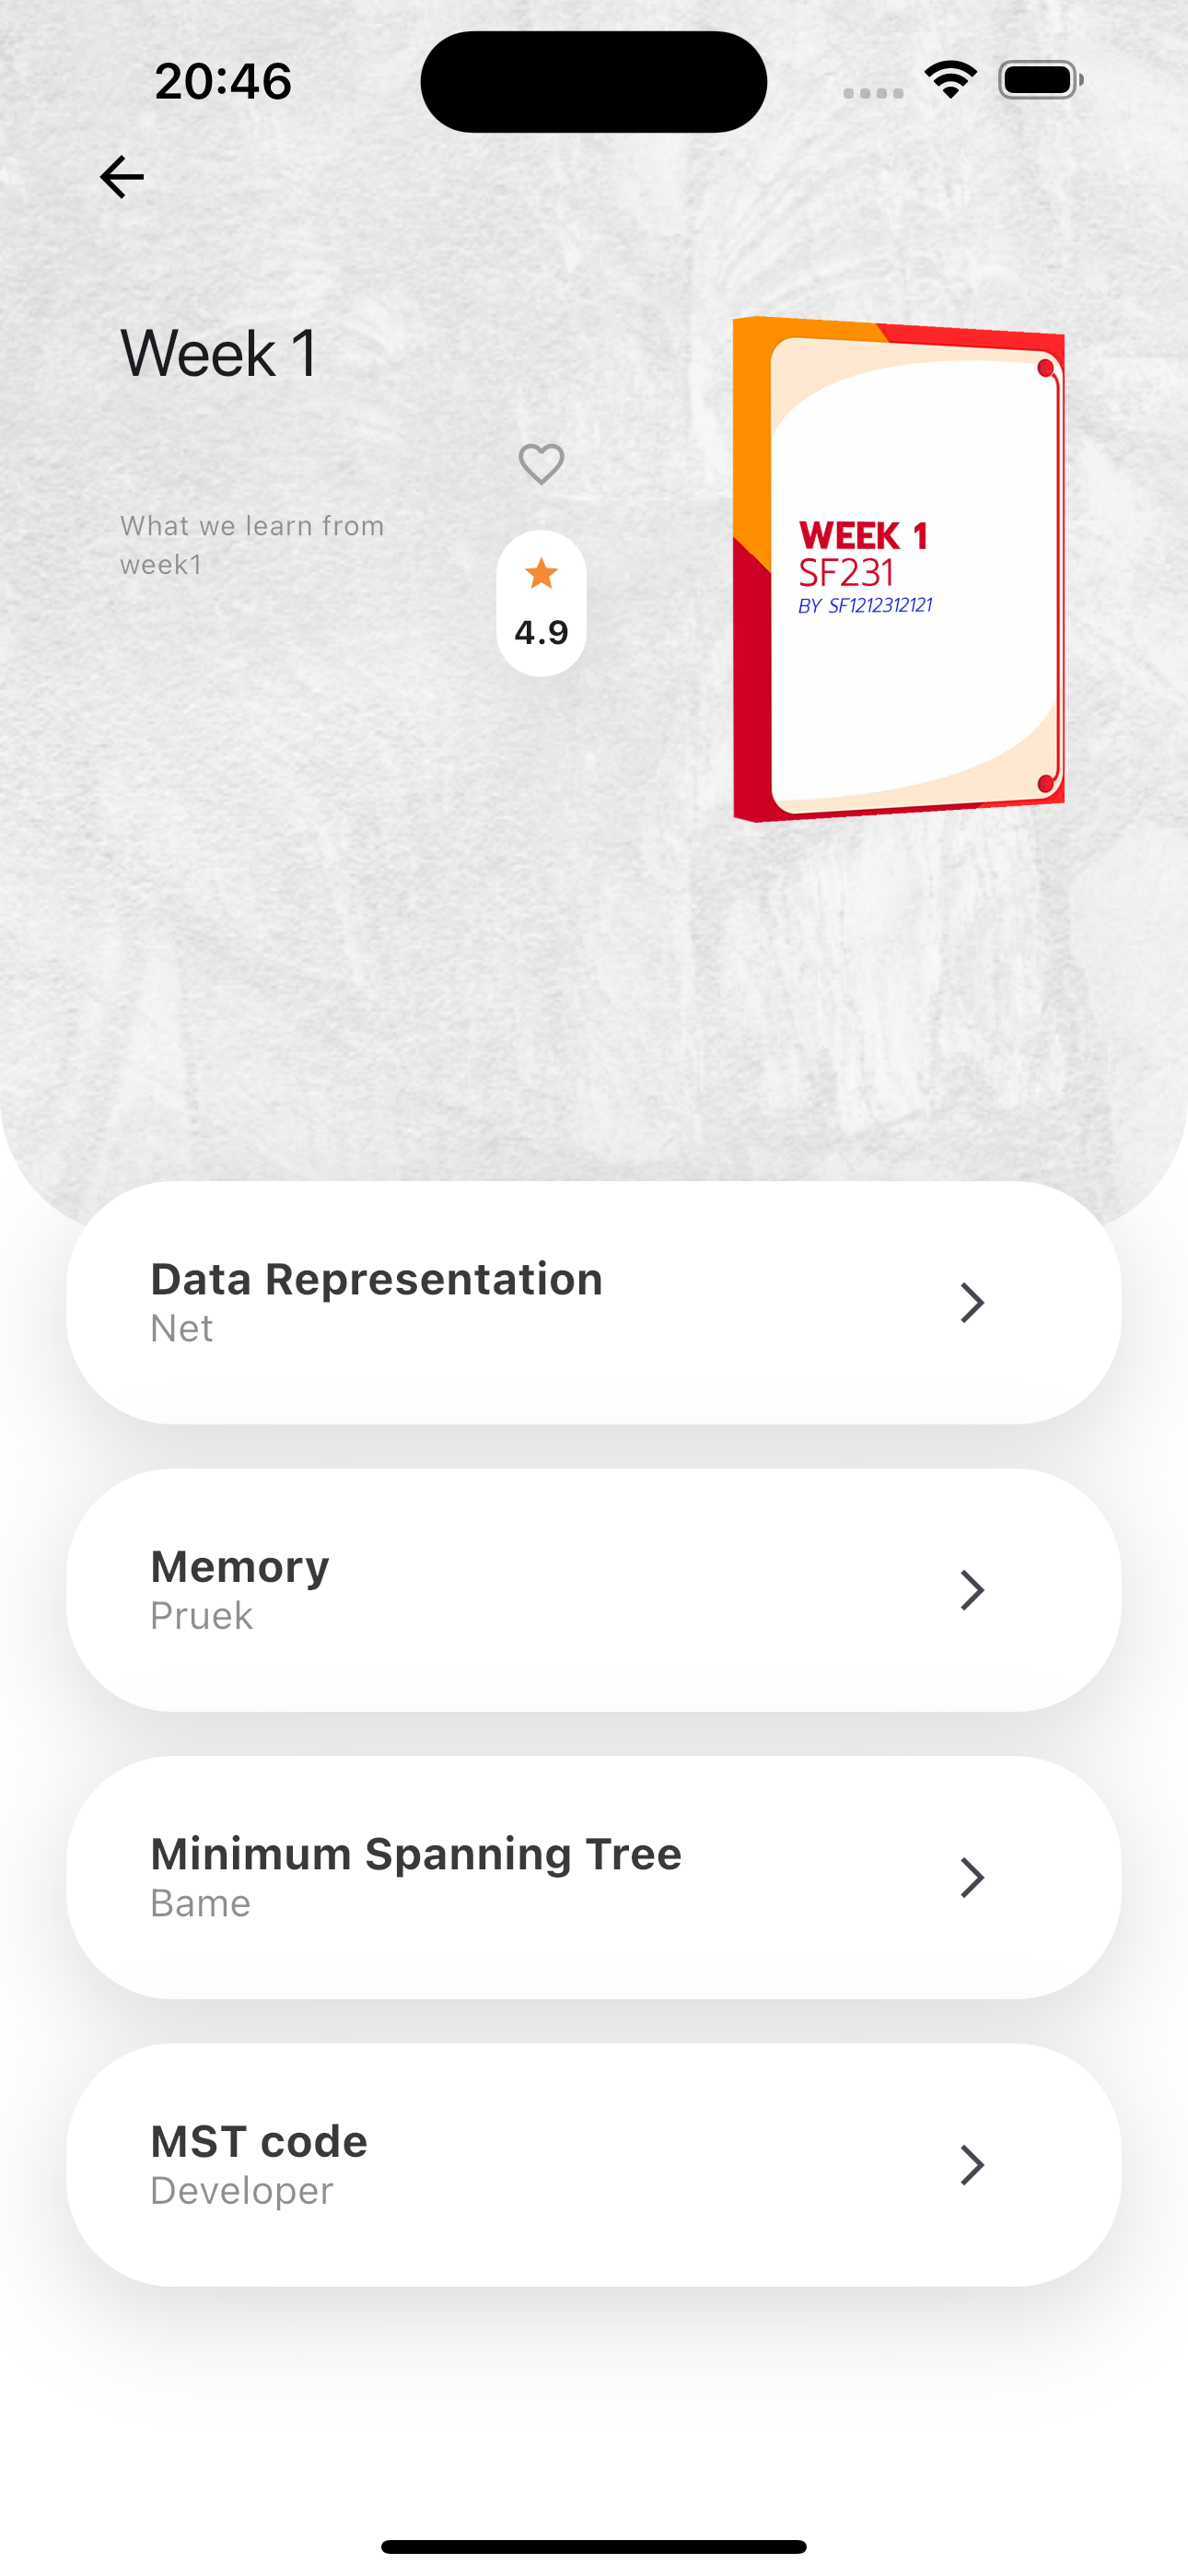 20:46
Week 1
What we learn from
week1
4.9
WEEK 1
SF231
BY SF1212312121
Data Representation
Net
Memory
Pruek
Minimum Spanning Tree
Bame
MST code
Developer